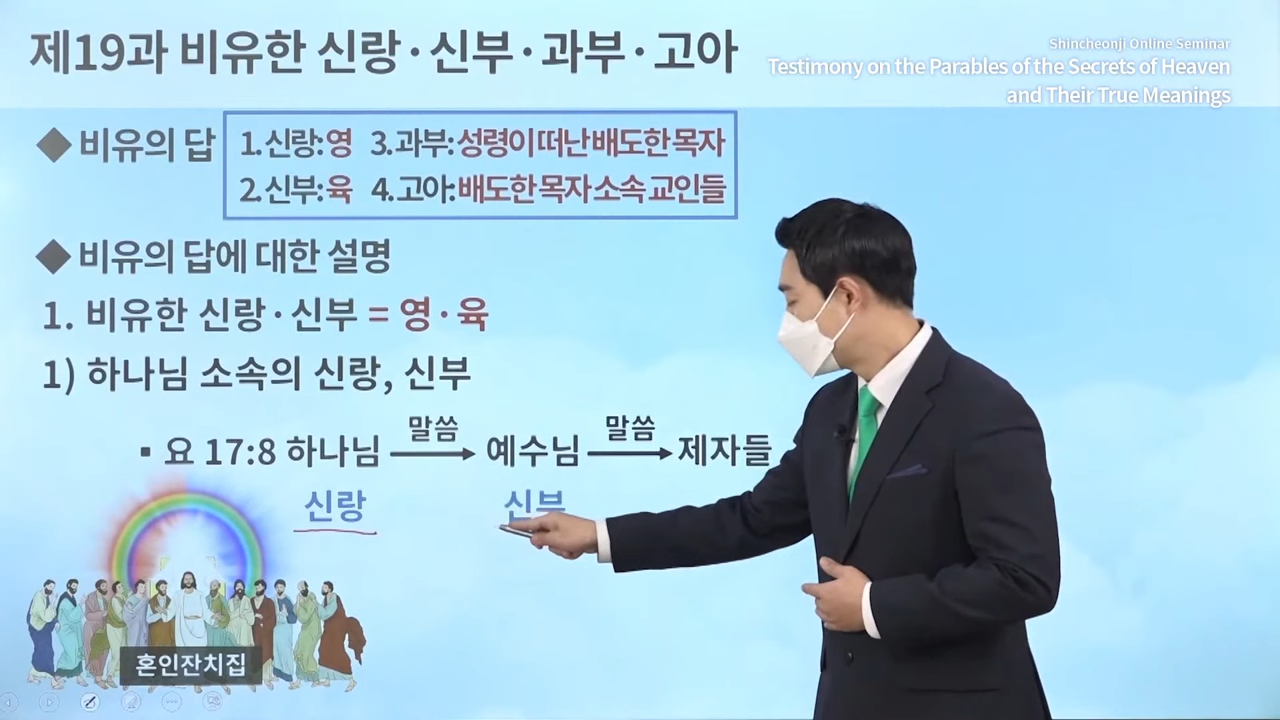 제19과 비유한 신랑·신부·과부·고아
Shincheonji Online Seminar
Testimony on the Parables of the Secrets of Heaven
and Their True Meanings
◆ 비유의 답
1. 신랑: 영 3. 과부: 성령이 떠난 배도한 목자
2. 신부: 육 4. 고아: 배도한 목자 소속 교인들
◆ 비유의 답에 대한 설명
1. 비유한 신랑·신부 = 영·육
1) 하나님 소속의 신랑, 신부
말씀 말씀
▪ 요 17:8 하나님 예수님 제자들
신랑 신부
혼인잔치집